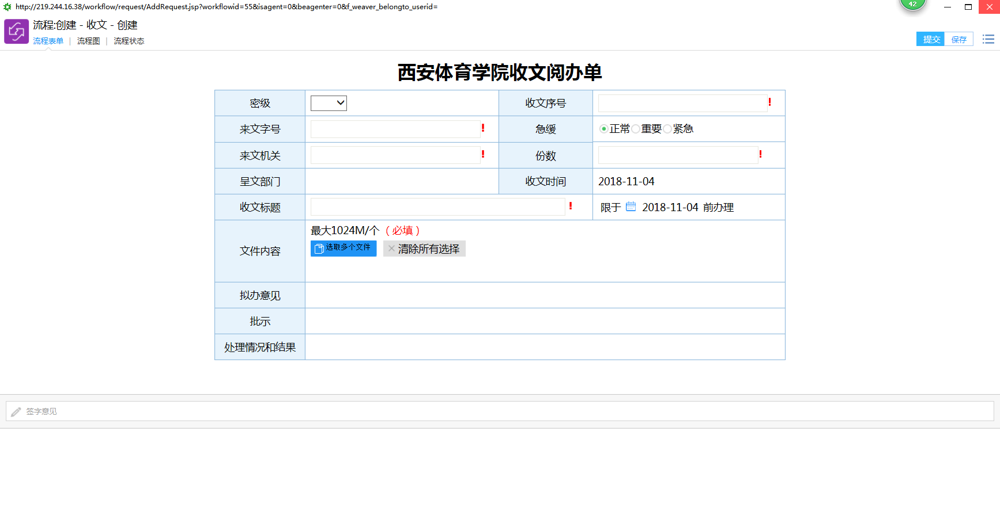 http://219.244.16.38/workflow/request/AddRequest.jsp?workflowid=55&isagent=0&beagenter=0&f_weaver_belongto_userid=
42
流程:创建 - 收文 - 创建
流程表单 | 流程图 | 流程状态
提交 保存
西安体育学院收文阅办单
密级 收文序号 !
来文字号 ! 急缓 正常 重要 紧急
来文机关 ! 份数 !
呈文部门 收文时间 2018-11-04
收文标题 ! 限于 2018-11-04 前办理
最大1024M/个（必填）
文件内容 选取多个文件 清除所有选择
拟办意见
批示
处理情况和结果
签字意见